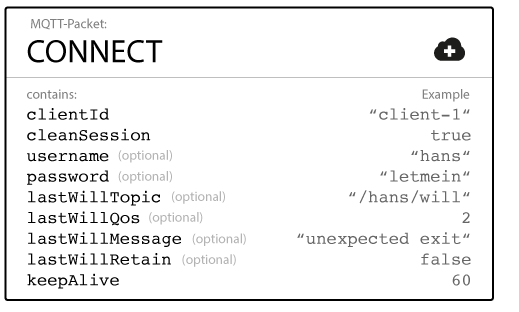 MQTT-Packet:
CONNECT
contains: Example
clientId “client-1“
cleanSession true
username (optional) “hans“
password (optional) “letmein“
lastWillTopic (optional) “/hans/will“
lastWillQos (optional) 2
lastWillMessage (optional) “unexpected exit“
lastWillRetain (optional) false
keepAlive 60